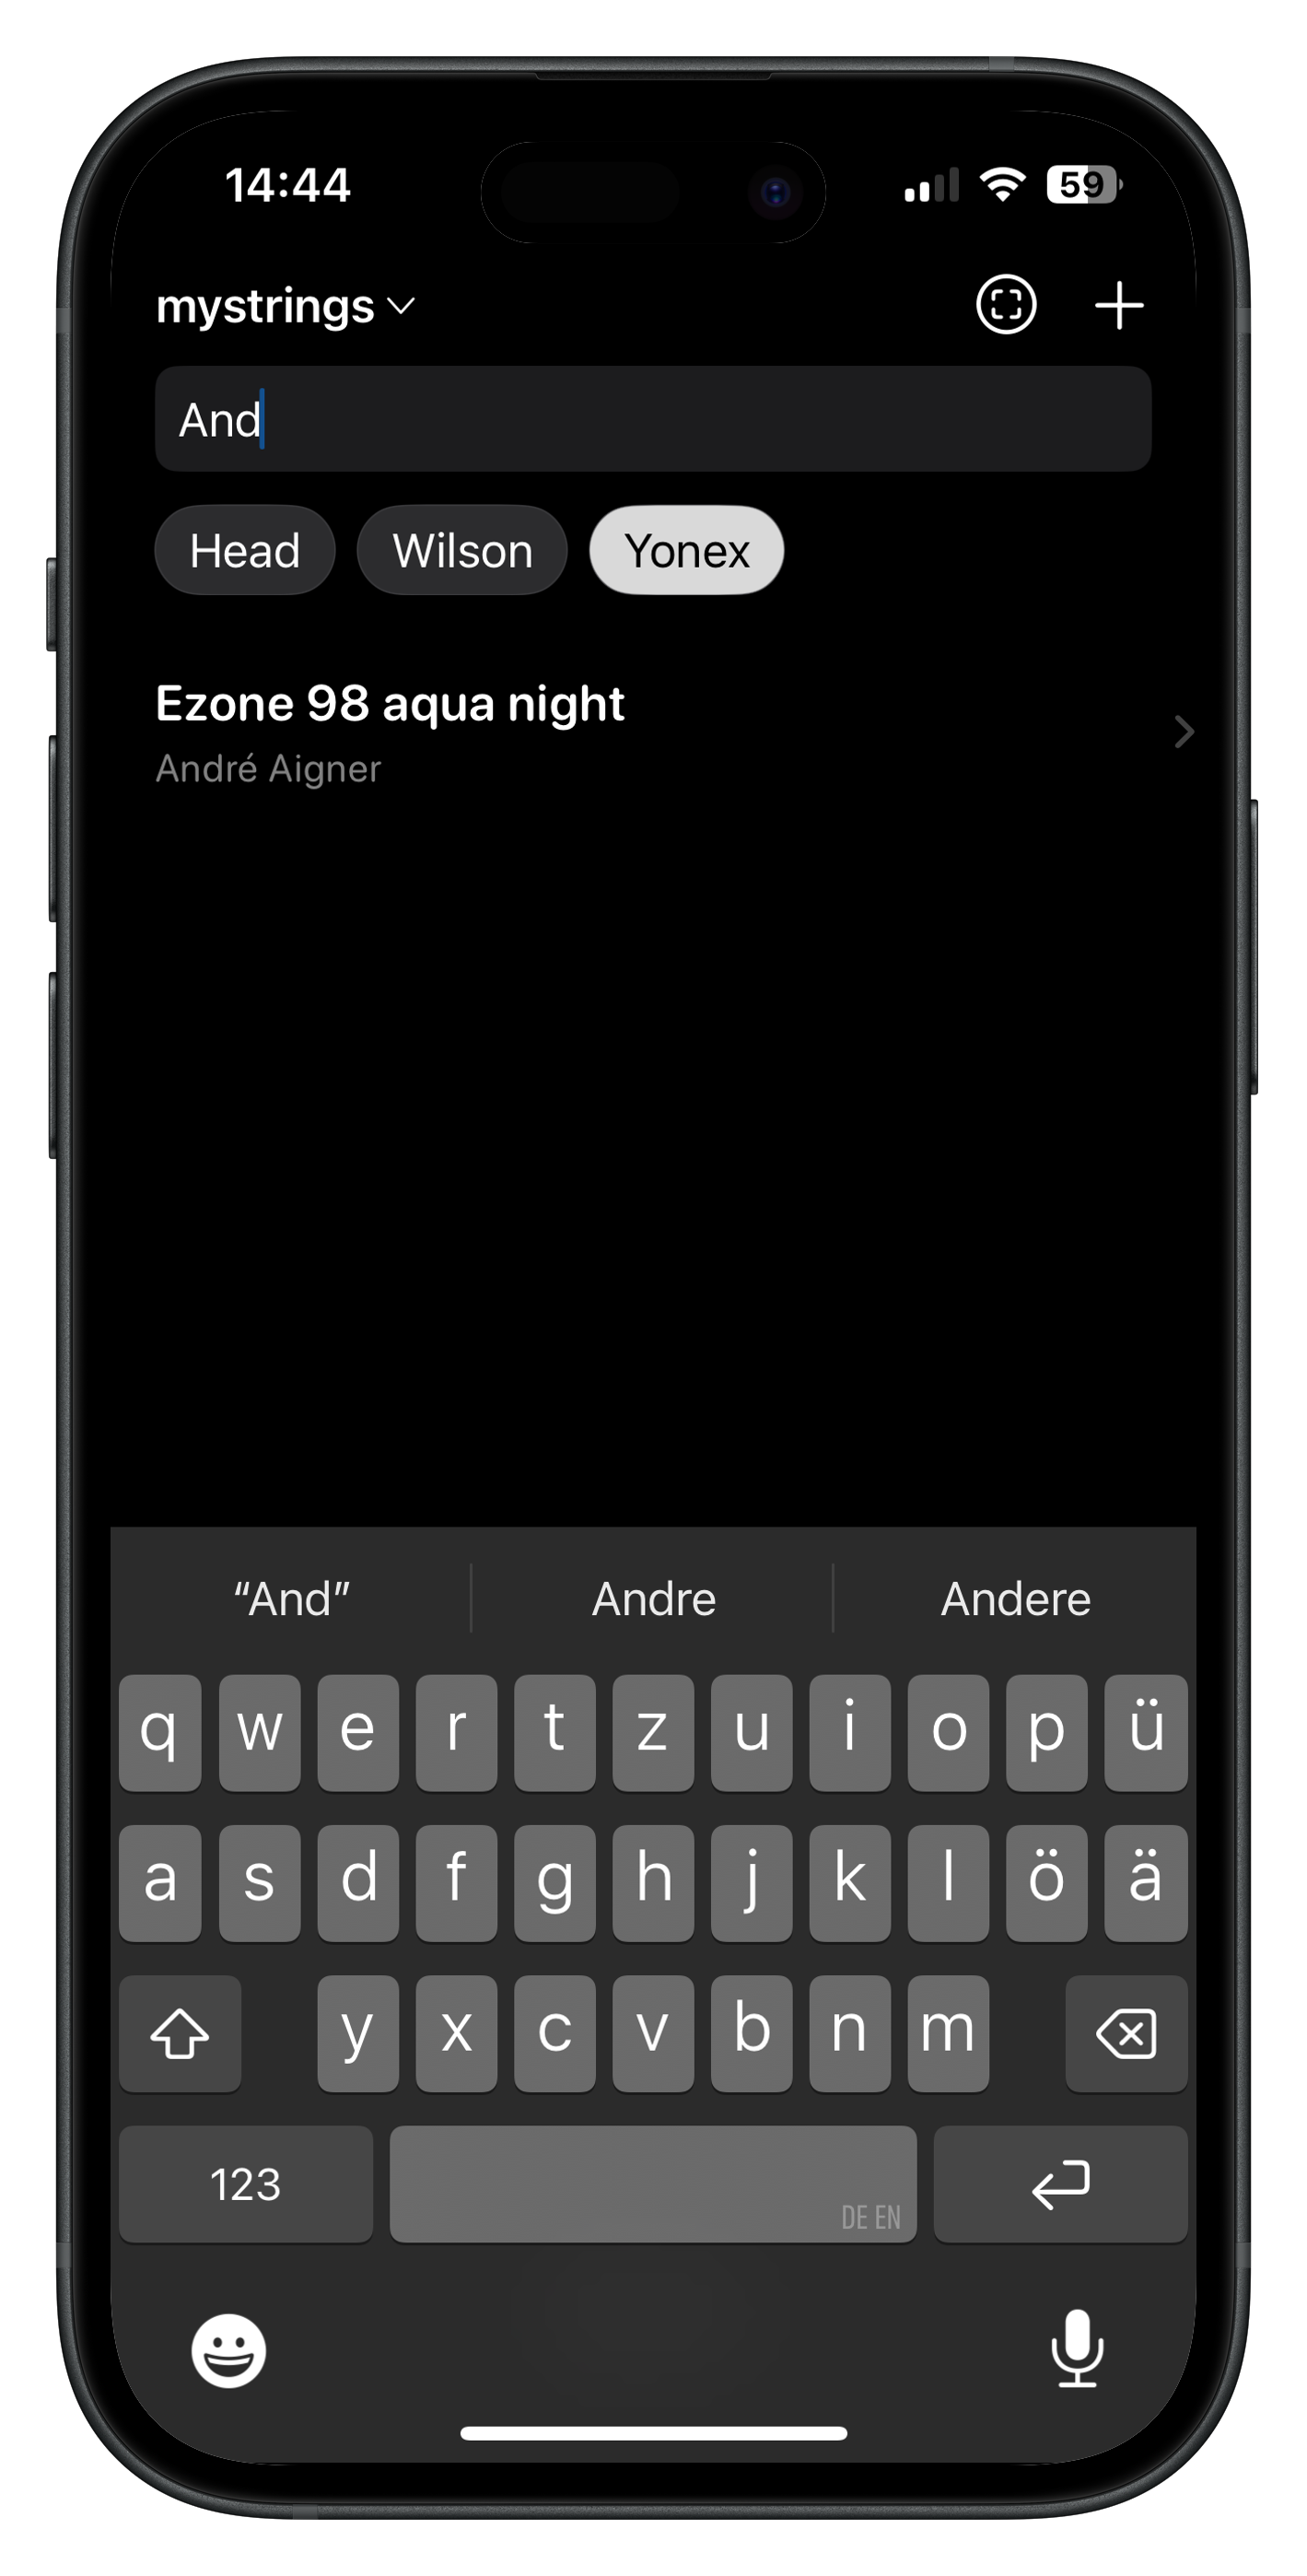 14:44 59
mystrings
And
Head Wilson Yonex
Ezone 98 aqua night
André Aigner
“And” Andre Andere
q w e r t z u i o p ü
a s d f g h j k l ö ä
y x c v b n m
123 DE EN